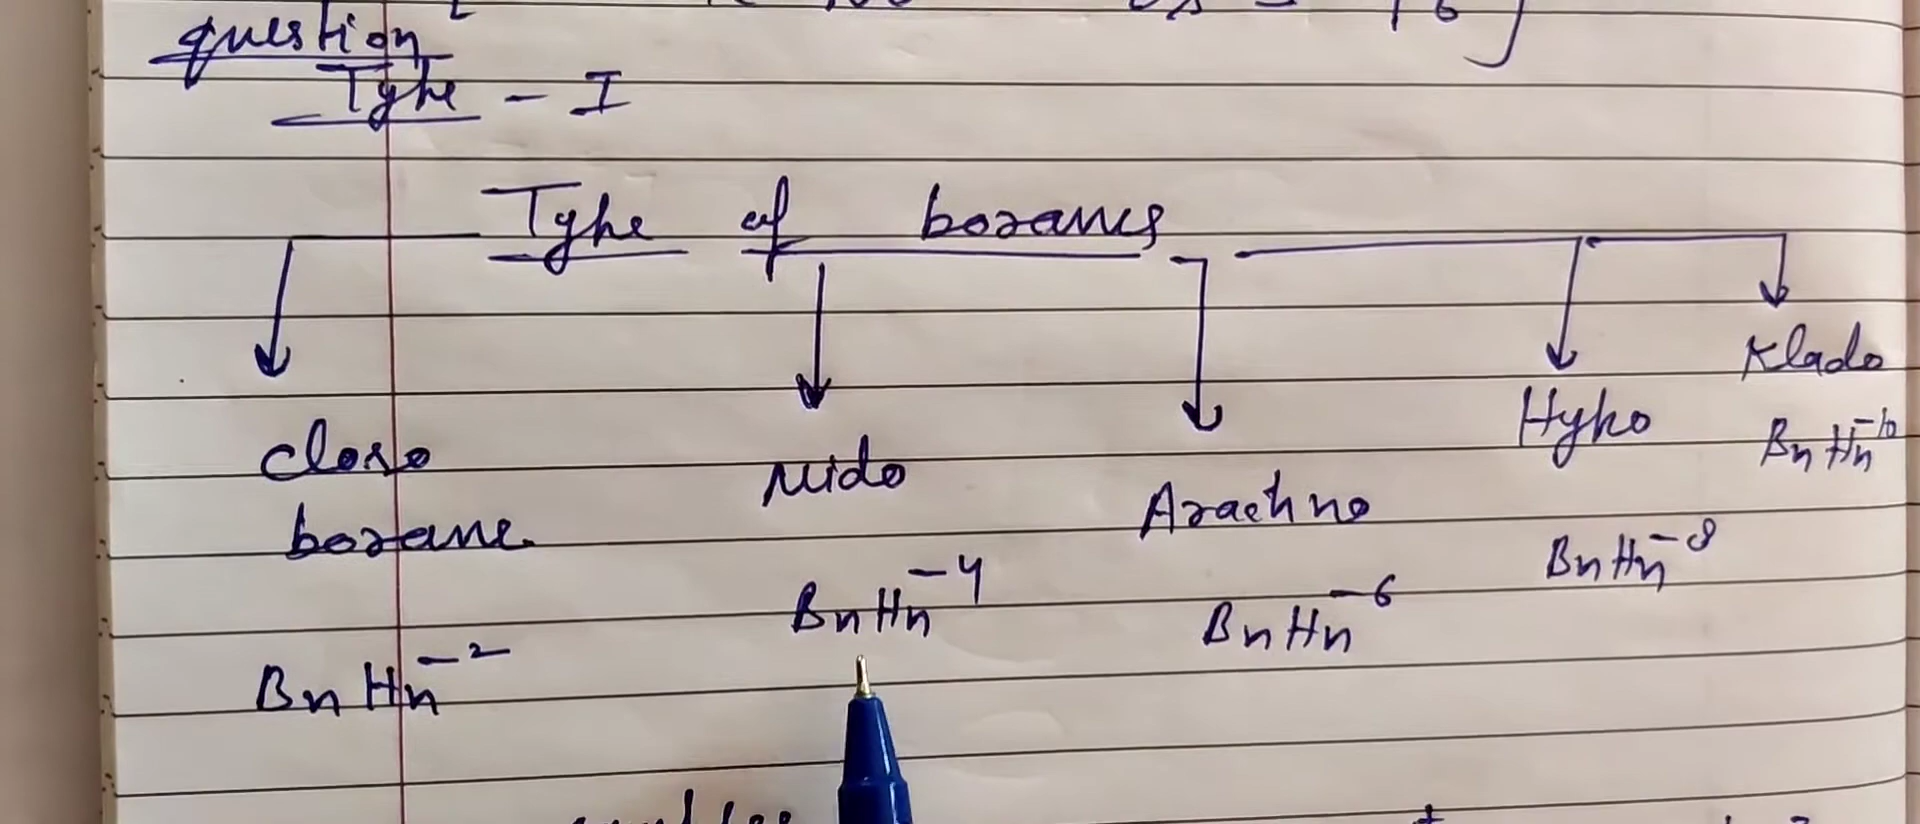 question
Type - I
Type of boranes
Klado
Hypo
BnHn⁻¹⁰
Closo
Nido
Arachno
borane
BnHn⁻⁸
BnHn⁻⁴
BnHn⁻⁶
BnHn⁻²